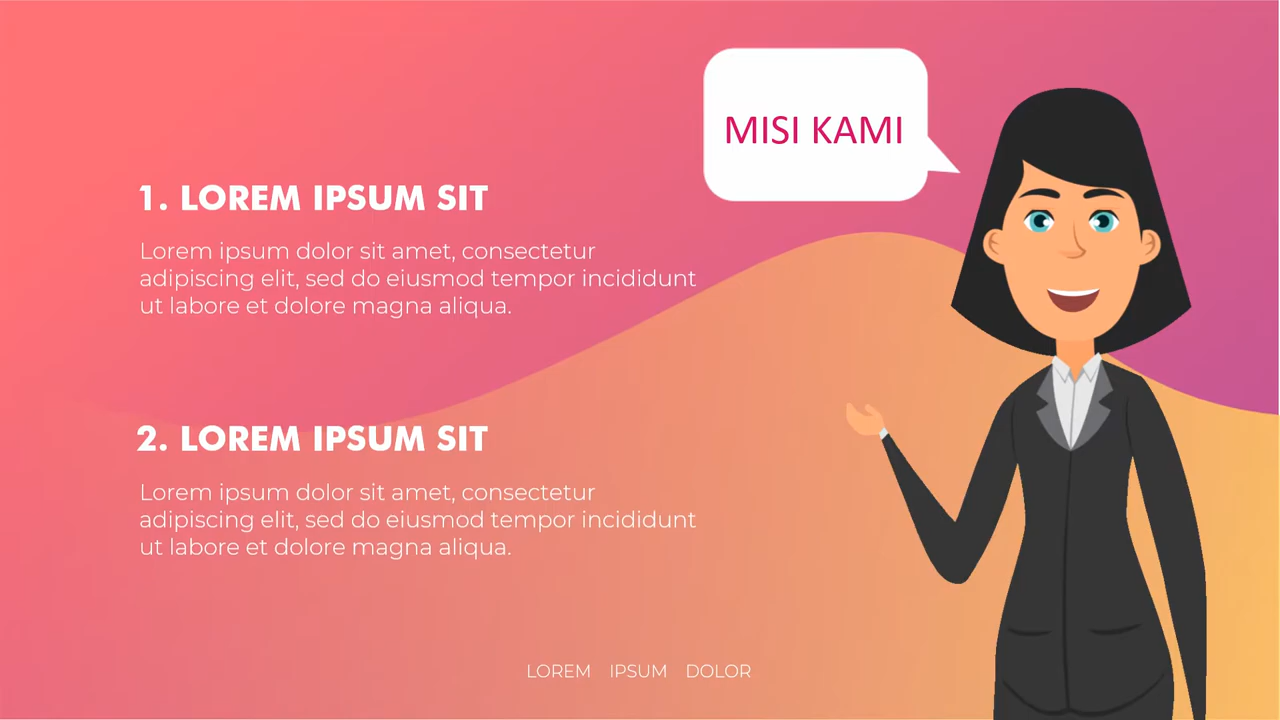 MISI KAMI
1. LOREM IPSUM SIT
Lorem ipsum dolor sit amet, consectetur
adipiscing elit, sed do eiusmod tempor incididunt
ut labore et dolore magna aliqua.
2. LOREM IPSUM SIT
Lorem ipsum dolor sit amet, consectetur
adipiscing elit, sed do eiusmod tempor incididunt
ut labore et dolore magna aliqua.
LOREM IPSUM DOLOR